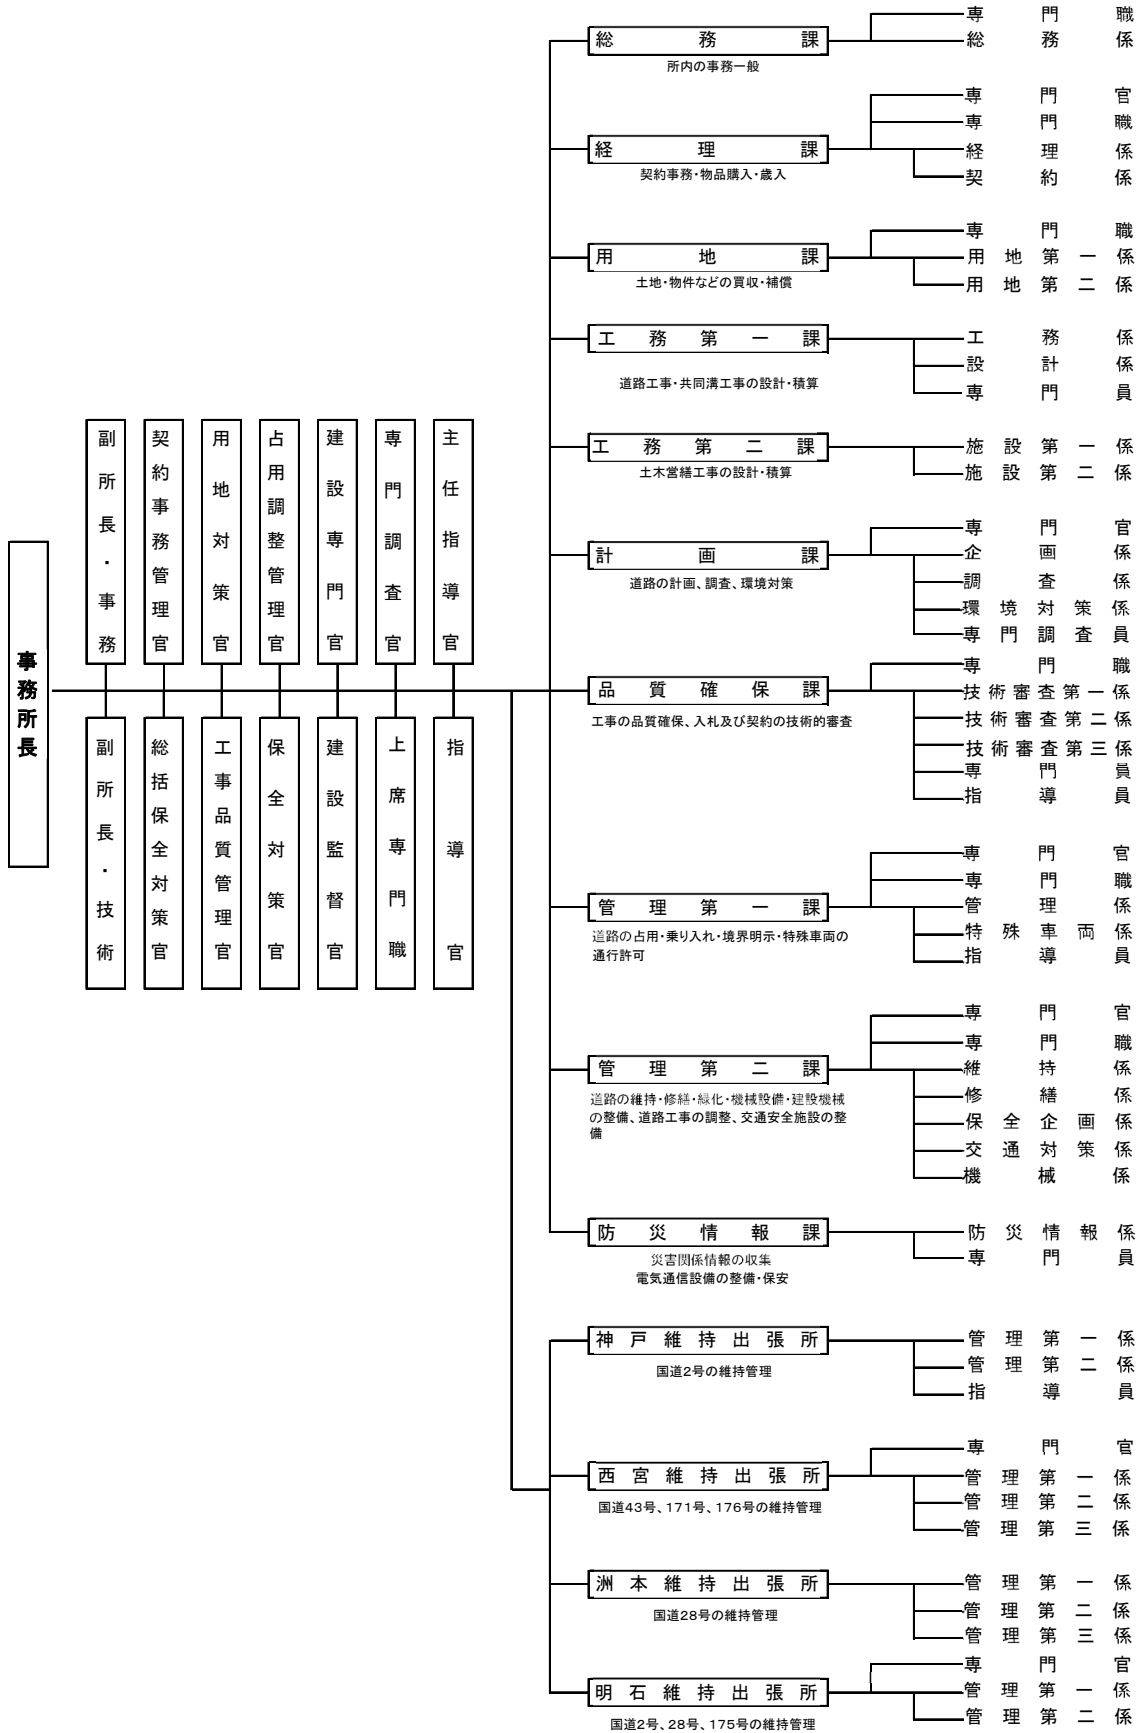 事務所長
副所長・事務
契約事務管理官
用地対策官
占用調整管理官
建設専門官
専門調査官
主任指導官
副所長・技術
総括保全対策官
工事品質管理官
保全対策官
建設監督官
上席専門職
指導官
総務課
所内の事務一般
専門職
総務係
経理課
契約事務・物品購入・歳入
専門官
専門職
経理係
契約係
用地課
土地・物件などの買収・補償
専門職
用地第一係
用地第二係
工務第一課
道路工事・共同溝工事の設計・積算
工務係
設計係
専門員
工務第二課
土木営繕工事の設計・積算
施設第一係
施設第二係
計画課
道路の計画、調査、環境対策
専門官
企画係
調査係
環境対策係
専門調査員
品質確保課
工事の品質確保、入札及び契約の技術的審査
専門職
技術審査第一係
技術審査第二係
技術審査第三係
専門員
指導員
管理第一課
道路の占用・乗り入れ・境界明示・特殊車両の
通行許可
専門官
専門職
管理係
特殊車両係
指導員
管理第二課
道路の維持・修繕・緑化・機械設備・建設機械
の整備、道路工事の調整、交通安全施設の整
備
専門官
専門職
維持係
修繕係
保全企画係
交通対策係
機械係
防災情報課
災害関係情報の収集
電気通信設備の整備・保安
防災情報係
専門員
神戸維持出張所
国道2号の維持管理
管理第一係
管理第二係
指導員
西宮維持出張所
国道43号、171号、176号の維持管理
専門官
管理第一係
管理第二係
管理第三係
洲本維持出張所
国道28号の維持管理
管理第一係
管理第二係
管理第三係
明石維持出張所
国道2号、28号、175号の維持管理
専門官
管理第一係
管理第二係